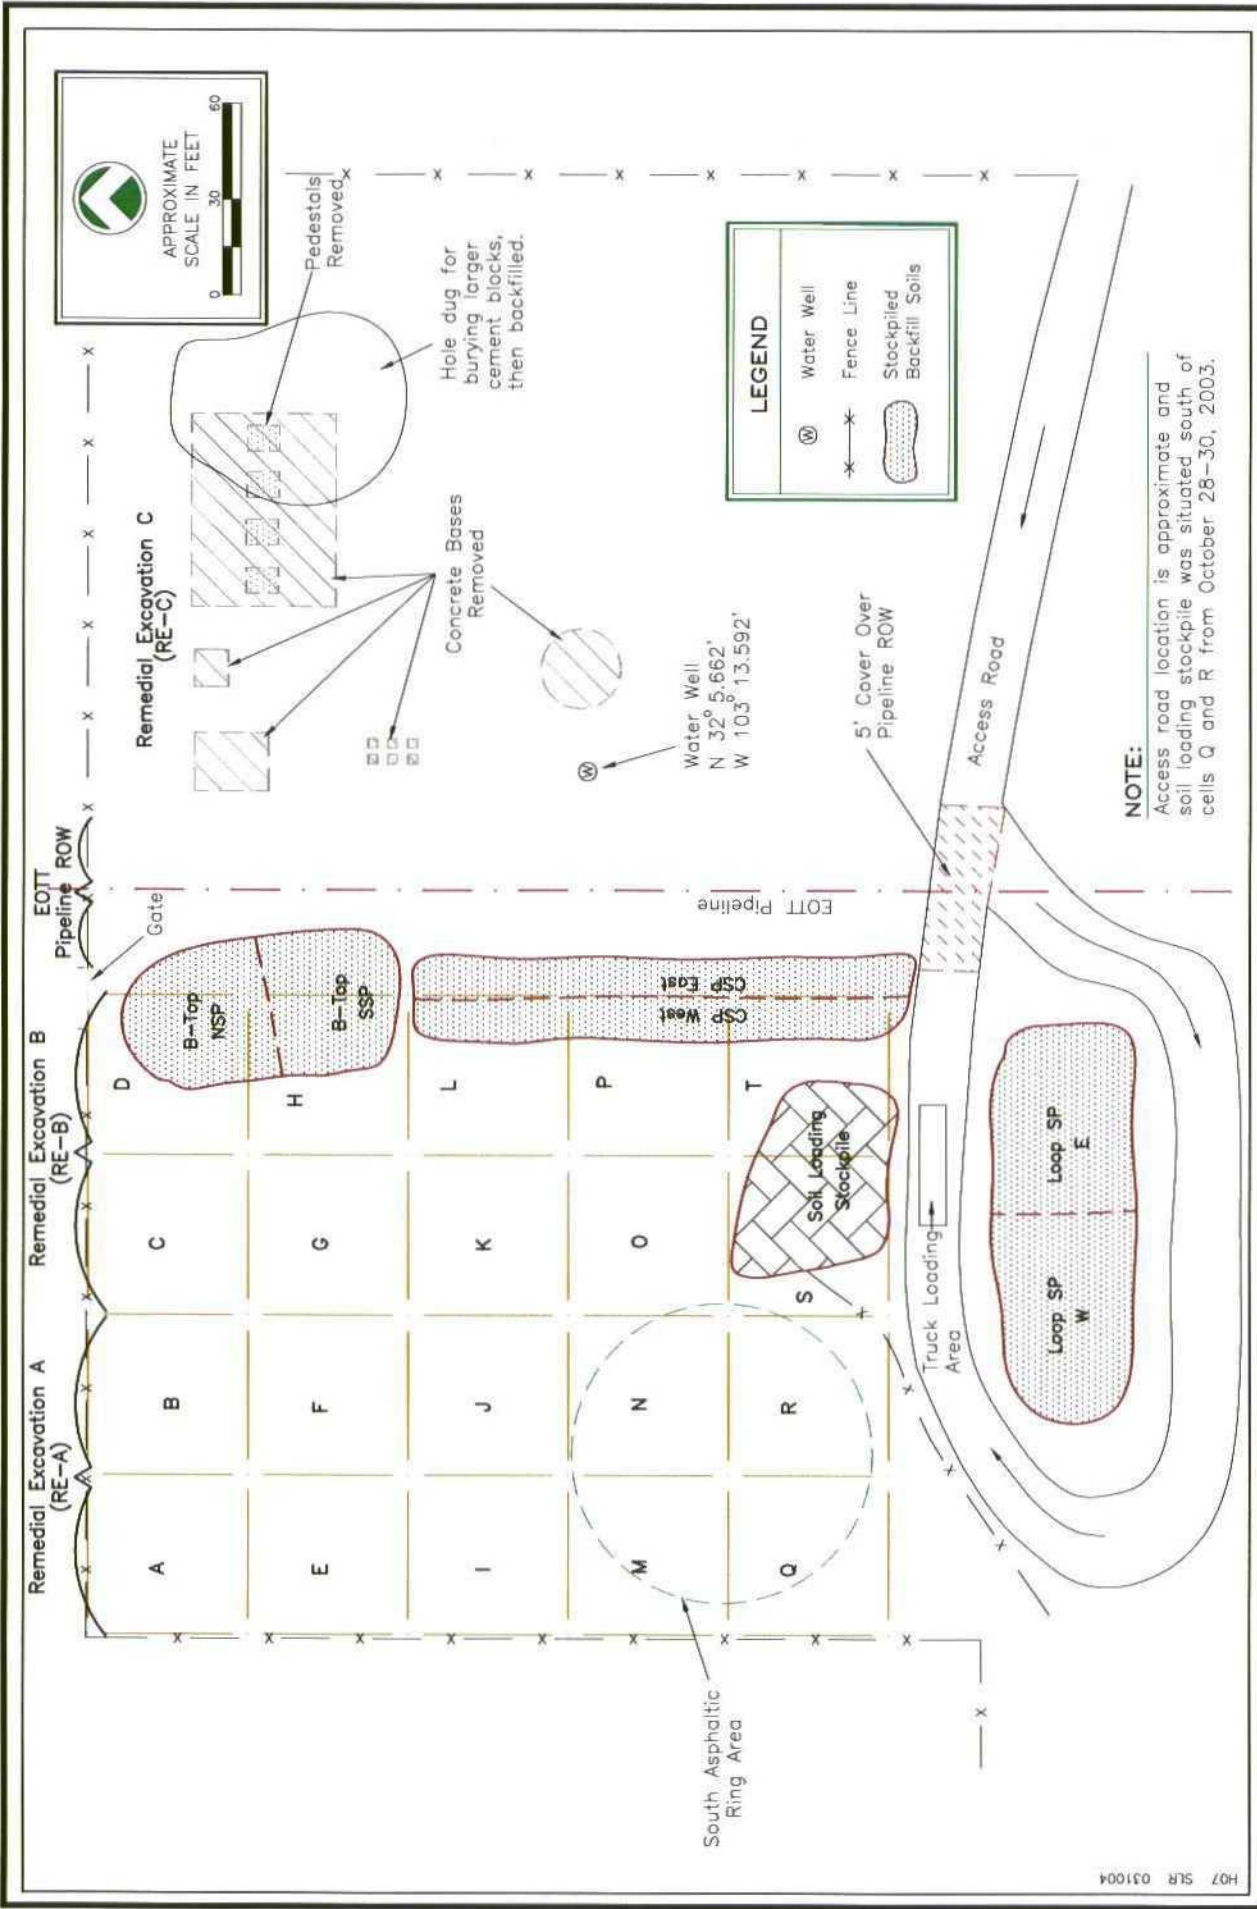 Remedial Excavation A
(RE-A)
Remedial Excavation B
(RE-B)
EOTT
Pipeline ROW
Gate
Remedial Excavation C
(RE-C)
APPROXIMATE
SCALE IN FEET
0
30
60
Pedestals
Removed
Hole dug for
burying larger
cement blocks,
then backfilled.
Concrete Bases
Removed
A
B
C
D
B-Top
NSP
E
F
G
H
B-Top
SSP
I
J
K
L
M
N
O
P
Q
R
S
T
CSP West
CSP East
EOTT Pipeline
W
Water Well
N 32° 5.662'
W 103° 13.592'
Soil Loading
Stockpile
South Asphaltic
Ring Area
Truck Loading
Area
5' Cover Over
Pipeline ROW
Access Road
Loop SP
W
Loop SP
E
LEGEND
W
Water Well
Fence Line
Stockpiled
Backfill Soils
NOTE:
Access road location is approximate and
soil loading stockpile was situated south of
cells Q and R from October 28-30, 2003.
H07 SLR 031004